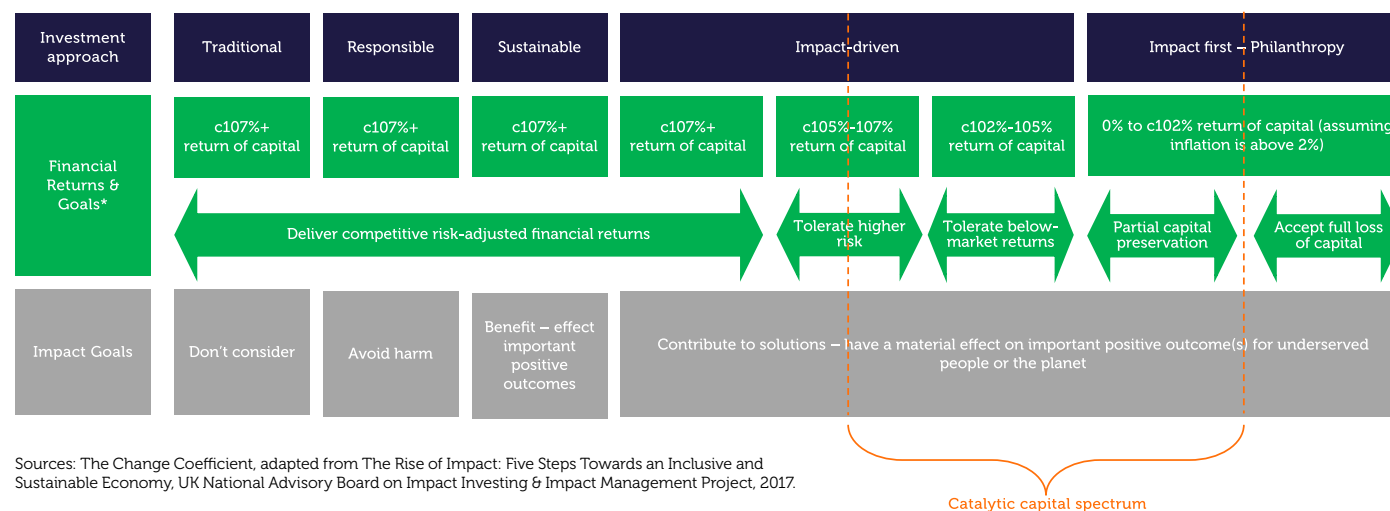 Investment
approach
Traditional
Responsible
Sustainable
Impact-driven
Impact first – Philanthropy
Financial
Returns &
Goals*
c107%+
return of capital
c107%+
return of capital
c107%+
return of capital
c107%+
return of capital
c105%-107%
return of capital
c102%-105%
return of capital
0% to c102% return of capital (assuming
inflation is above 2%)
Deliver competitive risk-adjusted financial returns
Tolerate higher
risk
Tolerate below-
market returns
Partial capital
preservation
Accept full loss
of capital
Impact Goals
Don't consider
Avoid harm
Benefit – effect
important
positive
outcomes
Contribute to solutions – have a material effect on important positive outcome(s) for underserved
people or the planet
Sources: The Change Coefficient, adapted from The Rise of Impact: Five Steps Towards an Inclusive and
Sustainable Economy, UK National Advisory Board on Impact Investing & Impact Management Project, 2017.
Catalytic capital spectrum